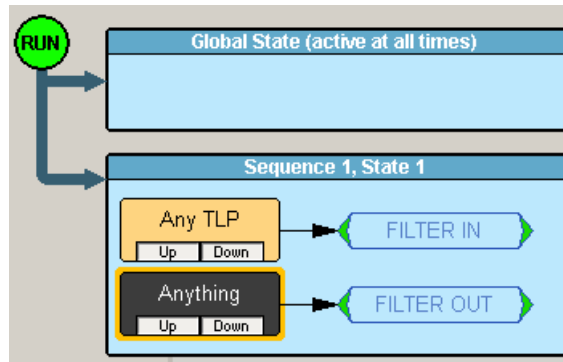 RUN
Global State (active at all times)
Sequence 1, State 1
Any TLP
Up Down
FILTER IN
Anything
Up Down
FILTER OUT